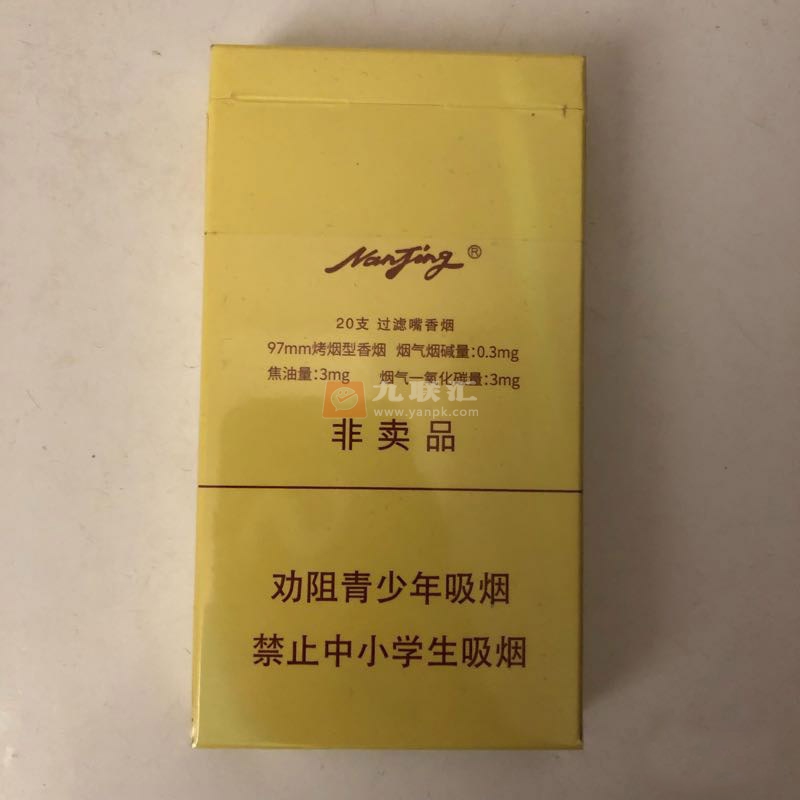 NanJing®
20支 过滤嘴香烟
97mm烤烟型香烟 烟气烟碱量:0.3mg
焦油量:3mg 烟气一氧化碳量:3mg
九联汇
www.yanpk.com
非卖品
劝阻青少年吸烟
禁止中小学生吸烟